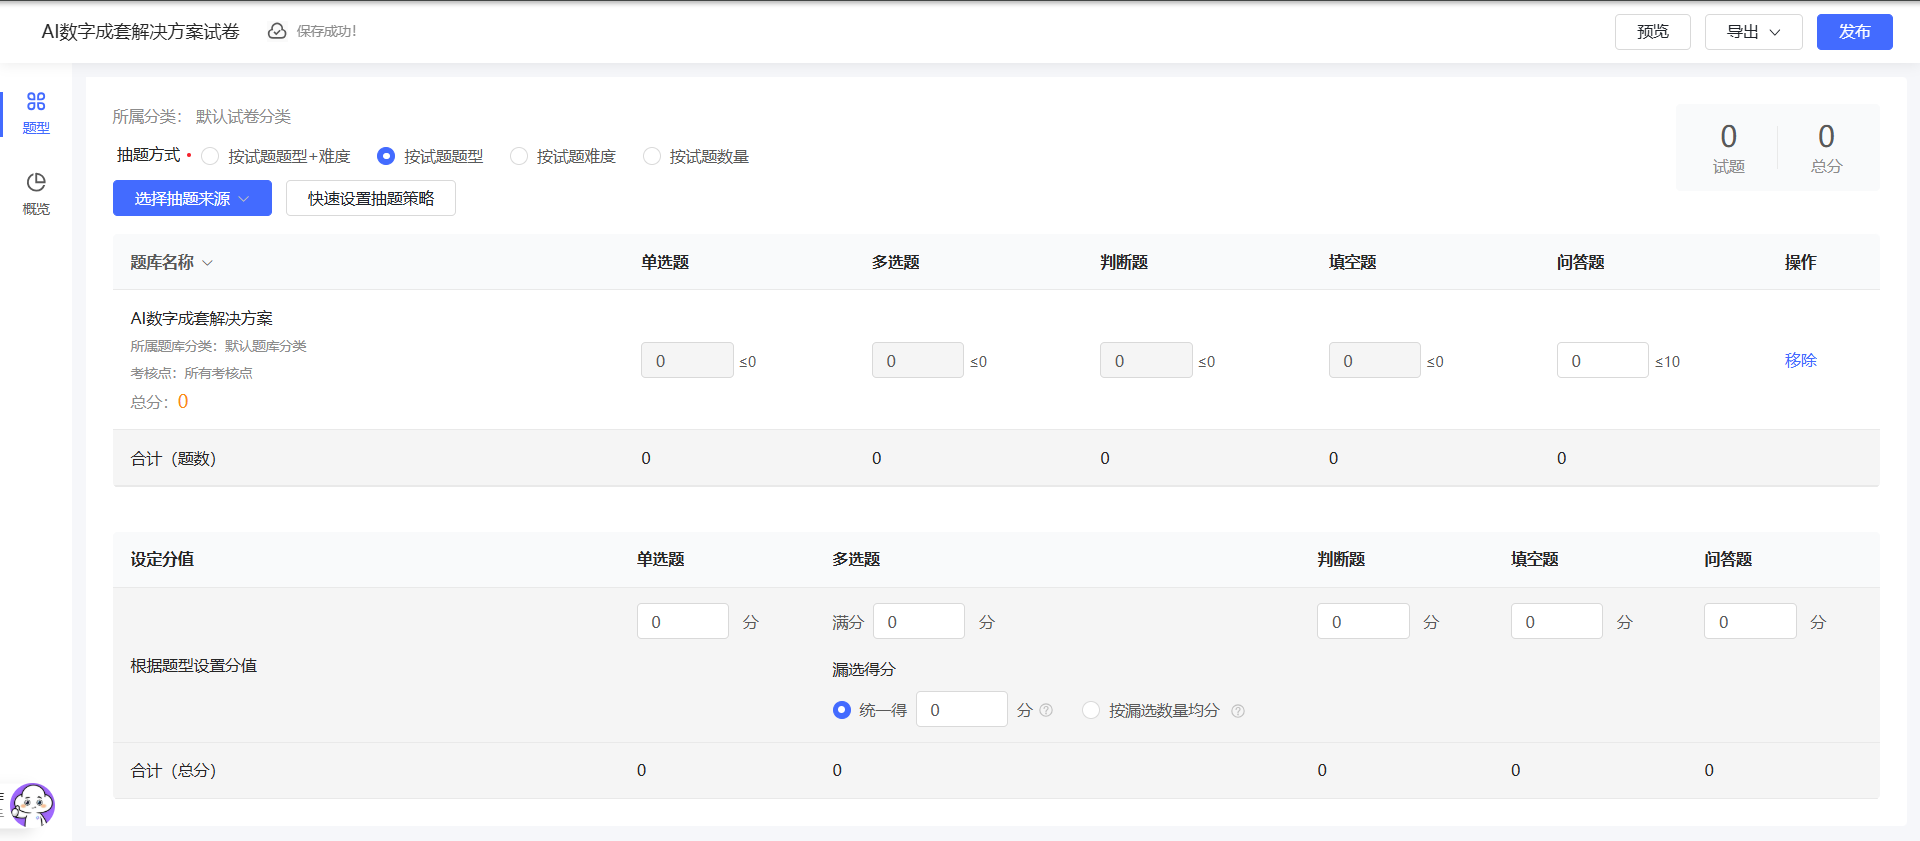 AI数字成套解决方案试卷 保存成功! 预览 导出 发布
题型
概览
所属分类: 默认试卷分类
抽题方式 • 按试题题型+难度 按试题题型 按试题难度 按试题数量
0 试题 0 总分
选择抽题来源 快速设置抽题策略
题库名称 单选题 多选题 判断题 填空题 问答题 操作
AI数字成套解决方案
所属题库分类: 默认题库分类
考核点: 所有考核点
总分: 0
0 ≤0 0 ≤0 0 ≤0 0 ≤0 0 ≤10 移除
合计（题数） 0 0 0 0 0
设定分值 单选题 多选题 判断题 填空题 问答题
根据题型设置分值
0 分 满分 0 分 0 分 0 分 0 分
漏选得分
统一得 0 分 按漏选数量均分
合计（总分） 0 0 0 0 0